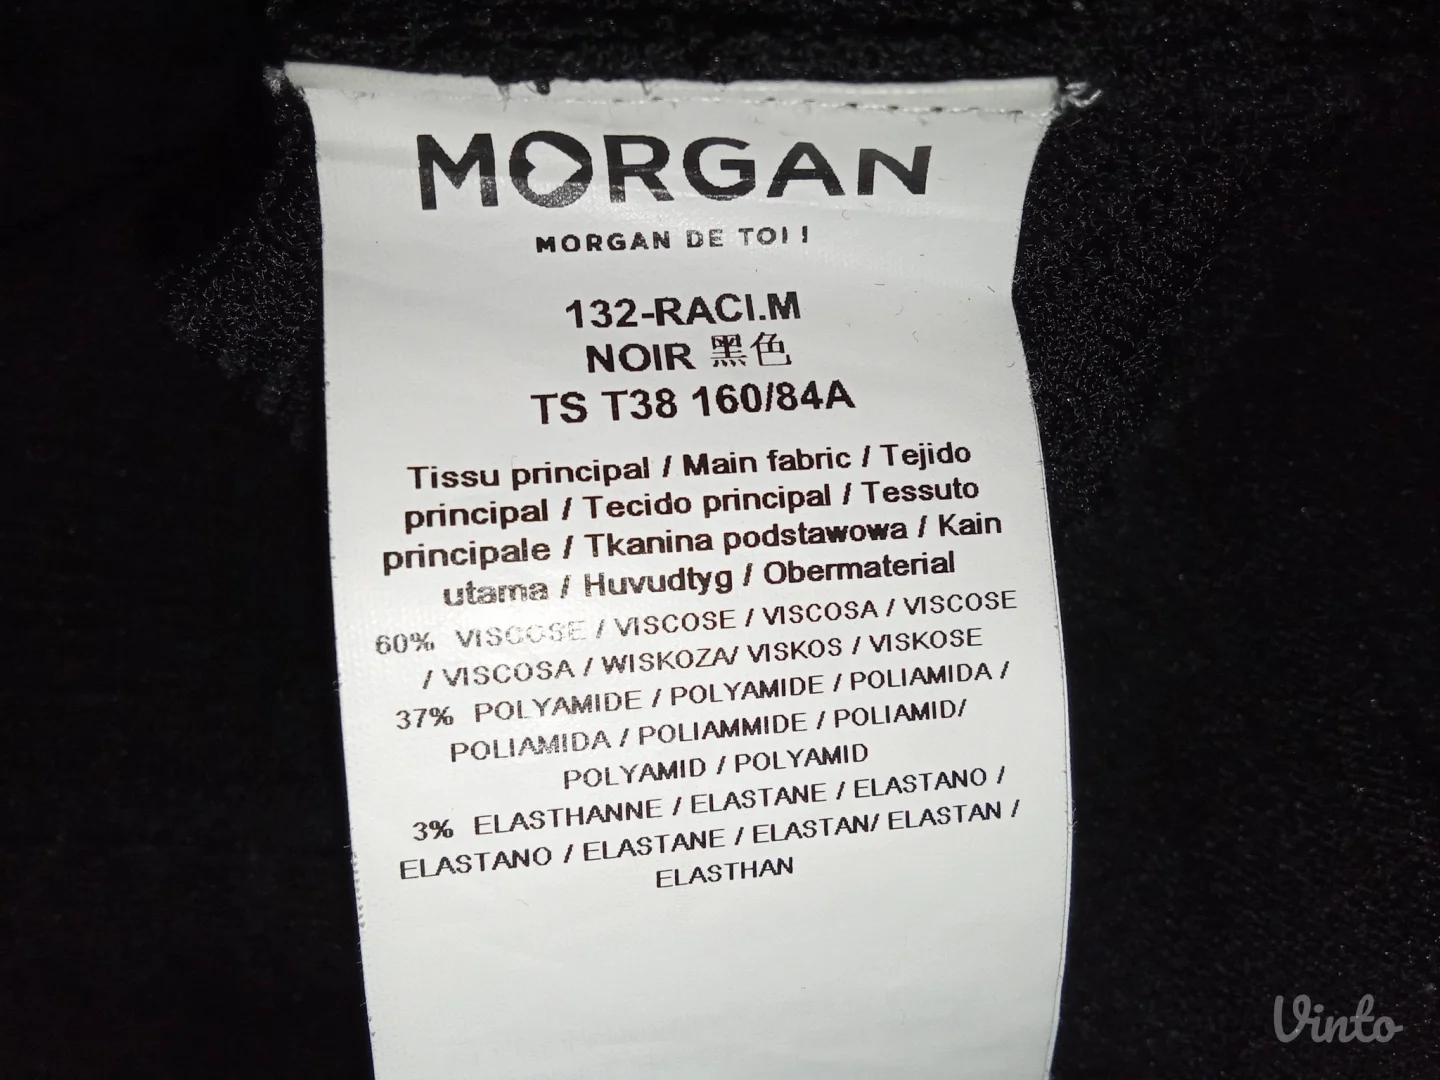 MORGAN
MORGAN DE TOI !
132-RACI.M
NOIR 黑色
TS T38 160/84A
Tissu principal / Main fabric / Tejido
principal / Tecido principal / Tessuto
principale / Tkanina podstawowa / Kain
utama / Huvudtyg / Obermaterial
60% VISCOSE / VISCOSE / VISCOSA / VISCOSE
/ VISCOSA / WISKOZA/ VISKOS / VISKOSE
37% POLYAMIDE / POLYAMIDE / POLIAMIDA /
POLIAMIDA / POLIAMMIDE / POLIAMID/
POLYAMID / POLYAMID
3% ELASTHANNE / ELASTANE / ELASTANO /
ELASTANO / ELASTANE / ELASTAN/ ELASTAN /
ELASTHAN
Vinto